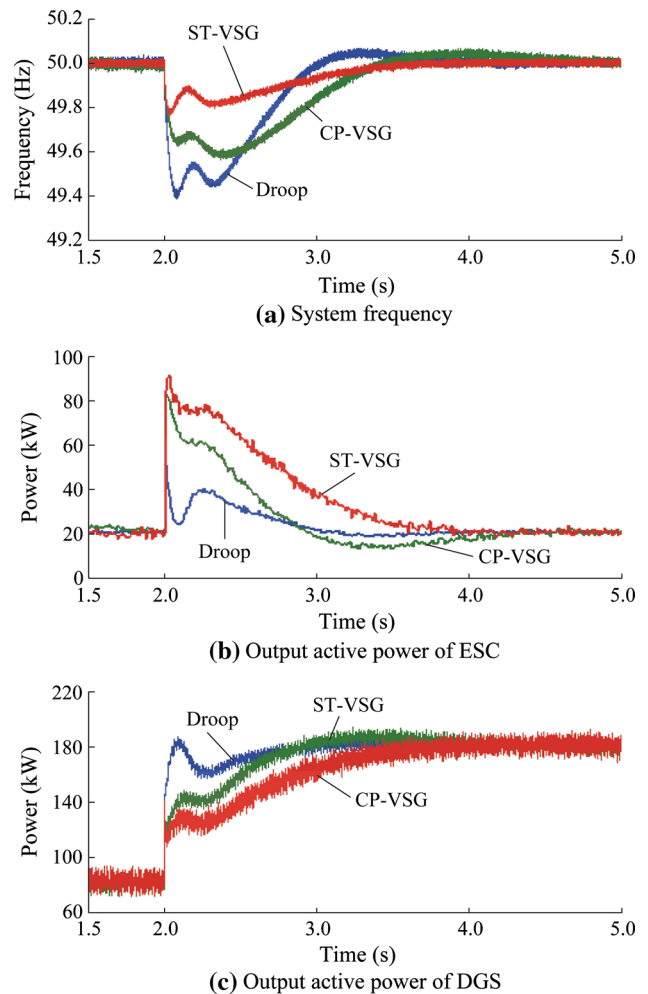 50.0
49.8
49.6
49.4
49.2
Frequency (Hz)
ST-VSG
CP-VSG
Droop
1.5 2.0 3.0 4.0 5.0
Time (s)
(a) System frequency
100
80
60
40
20
0
Power (kW)
ST-VSG
Droop
CP-VSG
1.5 2.0 3.0 4.0 5.0
Time (s)
(b) Output active power of ESC
220
180
140
100
60
Power (kW)
Droop
ST-VSG
CP-VSG
1.5 2.0 3.0 4.0 5.0
Time (s)
(c) Output active power of DGS